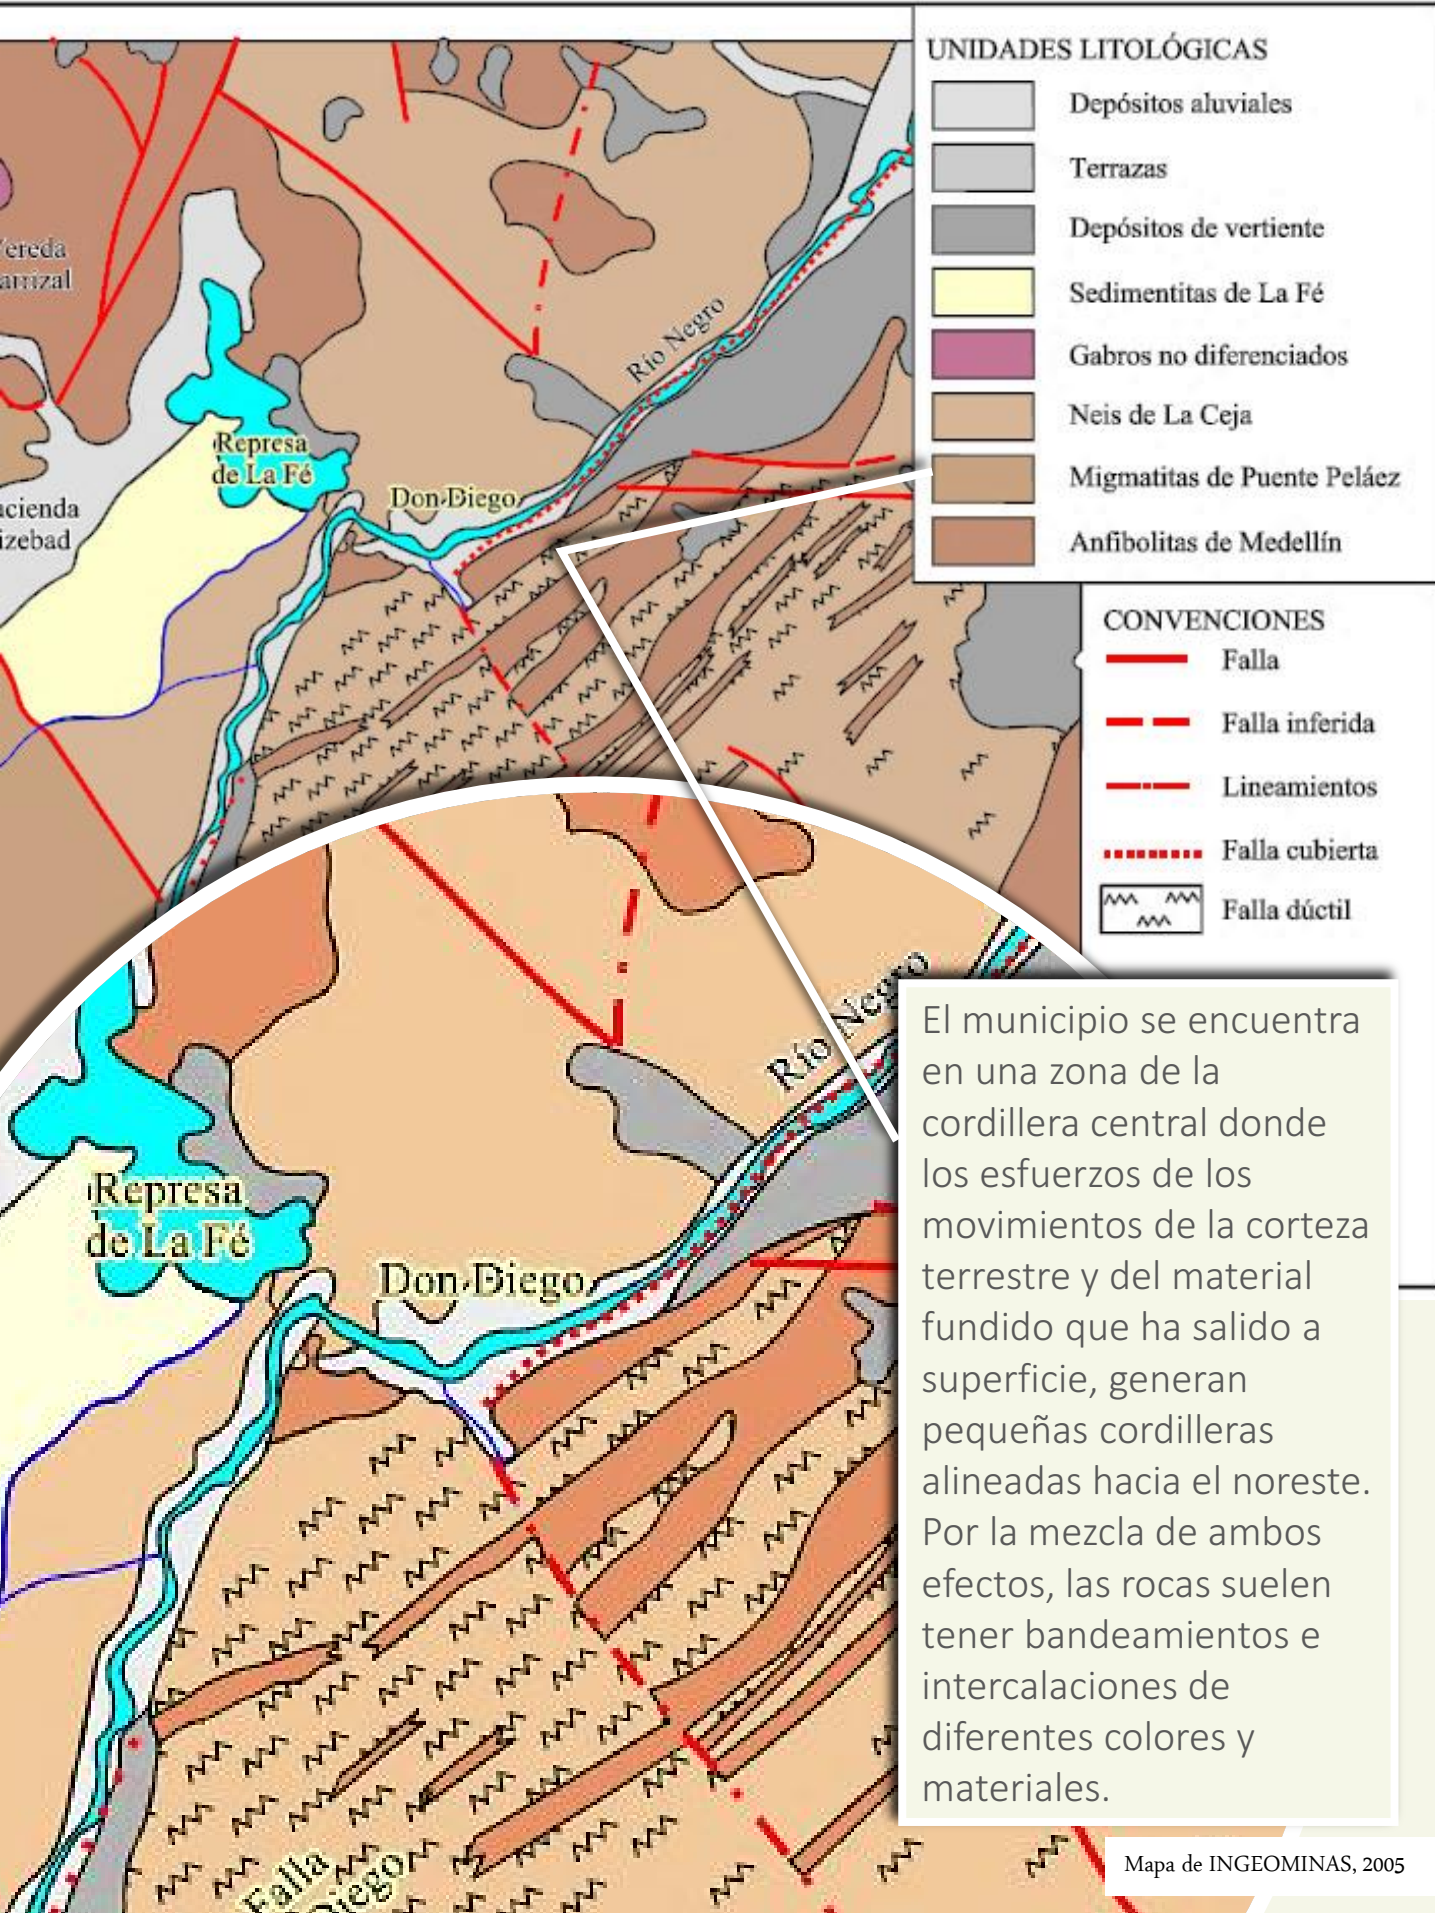 UNIDADES LITOLÓGICAS
Depósitos aluviales
Terrazas
Depósitos de vertiente
Sedimentitas de La Fé
Gabros no diferenciados
Neis de La Ceja
Migmatitas de Puente Peláez
Anfibolitas de Medellín
CONVENCIONES
Falla
Falla inferida
Lineamientos
Falla cubierta
Falla dúctil
Río Negro
Represa
de La Fé
Don Diego
Río Negro
Represa
de La Fé
Don Diego
Falla
El municipio se encuentra
en una zona de la
cordillera central donde
los esfuerzos de los
movimientos de la corteza
terrestre y del material
fundido que ha salido a
superficie, generan
pequeñas cordilleras
alineadas hacia el noreste.
Por la mezcla de ambos
efectos, las rocas suelen
tener bandeamientos e
intercalaciones de
diferentes colores y
materiales.
Mapa de INGEOMINAS, 2005